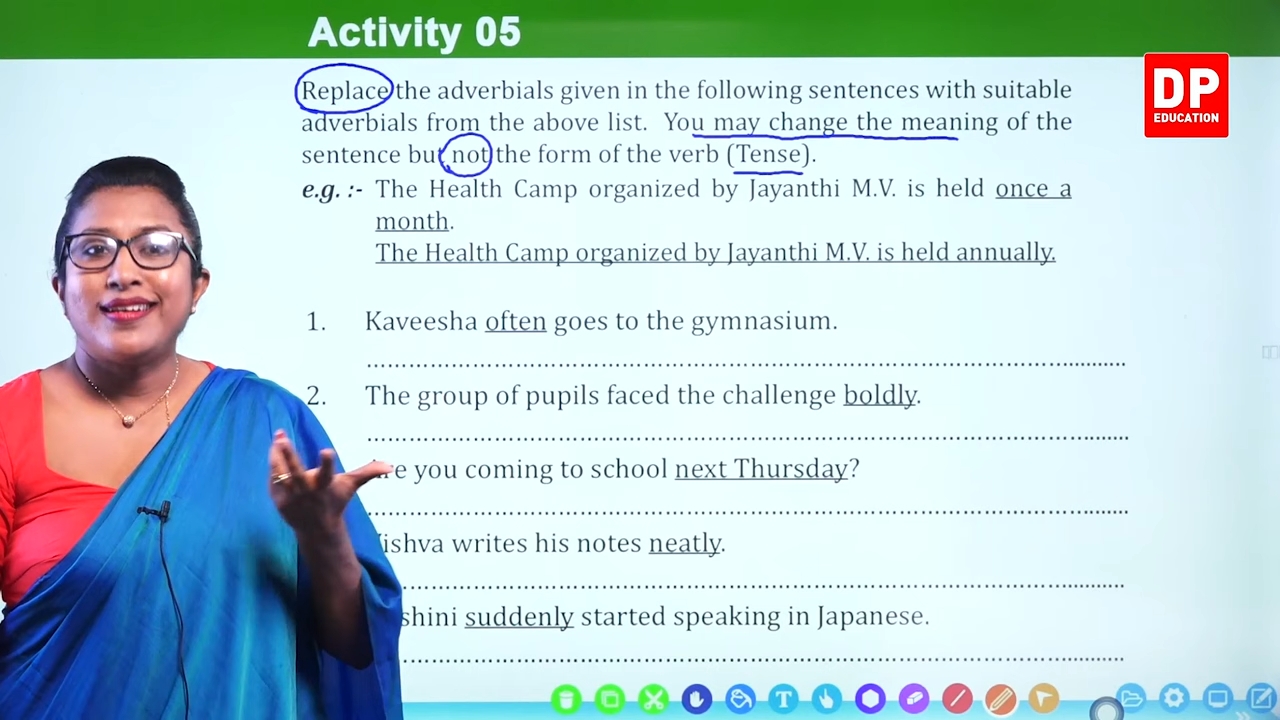 Activity 05
DP
EDUCATION
Replace the adverbials given in the following sentences with suitable
adverbials from the above list. You may change the meaning of the
sentence but not the form of the verb (Tense).
e.g. :- The Health Camp organized by Jayanthi M.V. is held once a
month.
The Health Camp organized by Jayanthi M.V. is held annually.
1. Kaveesha often goes to the gymnasium.
2. The group of pupils faced the challenge boldly.
Are you coming to school next Thursday?
ishva writes his notes neatly.
shini suddenly started speaking in Japanese.